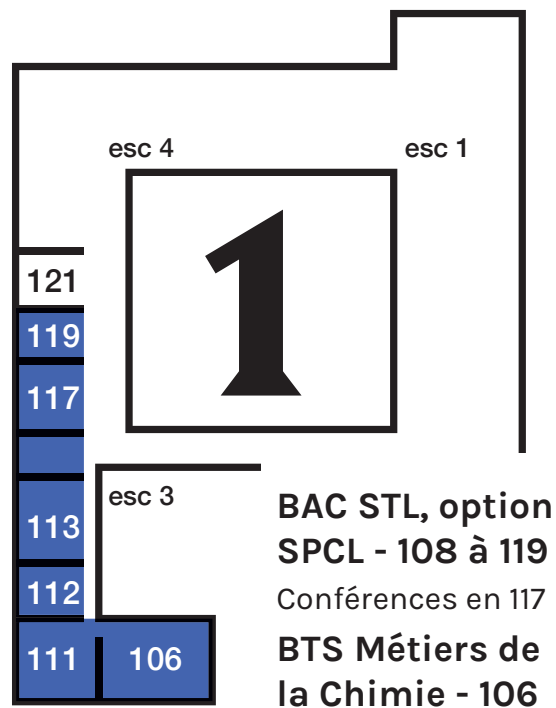 esc 4
esc 1
1
121
119
117
113
112
111
106
esc 3
BAC STL, option
SPCL - 108 à 119
Conférences en 117
BTS Métiers de
la Chimie - 106